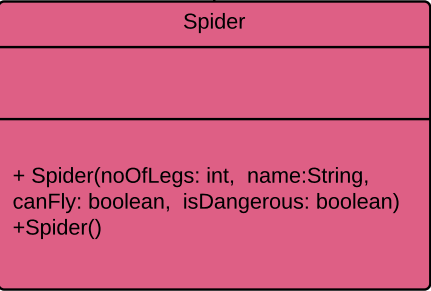 Spider
+ Spider(noOfLegs: int,  name:String,
canFly: boolean,  isDangerous: boolean)
+Spider()